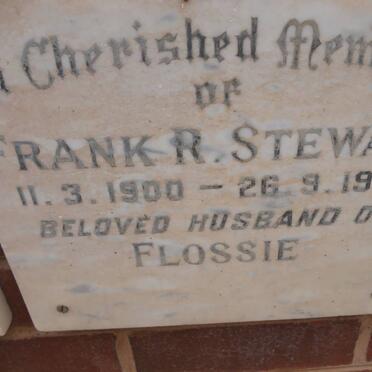 Cherished Mem
of
FRANK R. STEWA
11. 3. 1900 — 26. 9. 19
BELOVED HUSBAND O
FLOSSIE